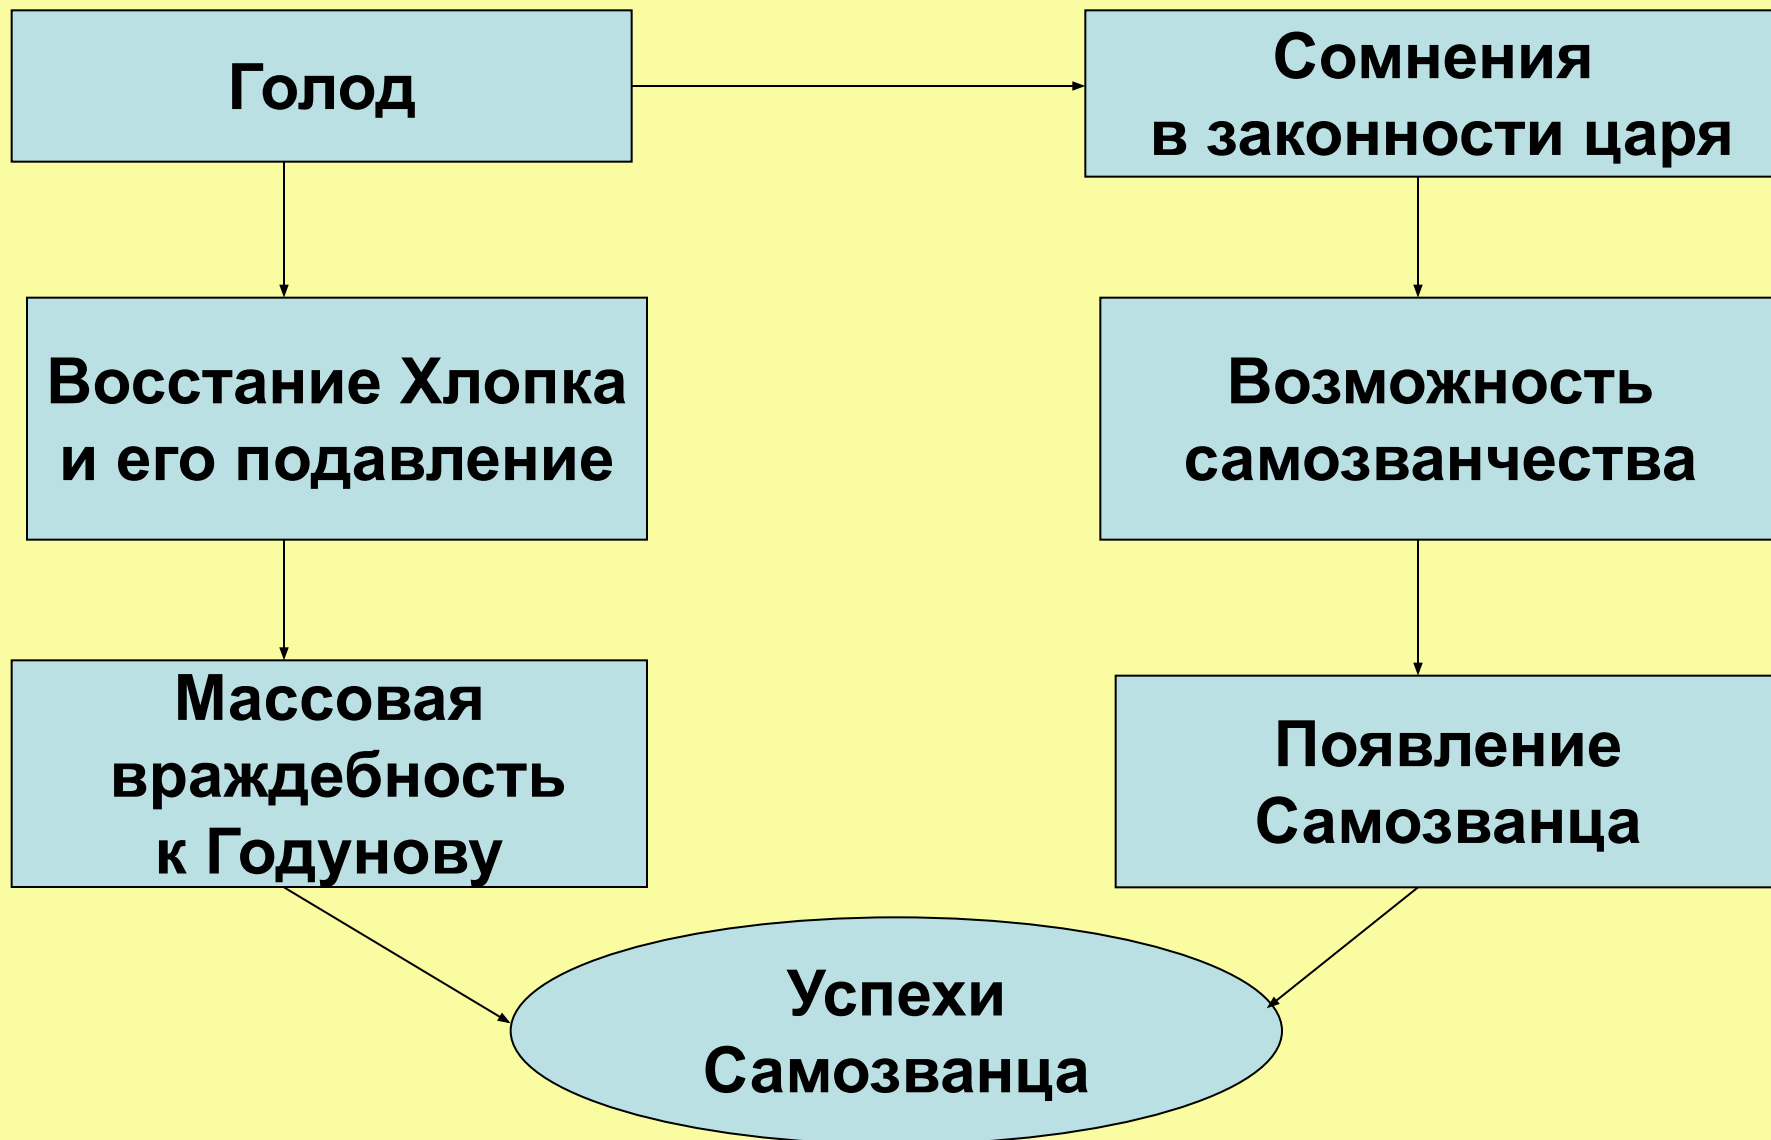 Голод
Сомнения
в законности царя
Восстание Хлопка
и его подавление
Возможность
самозванчества
Массовая
враждебность
к Годунову
Появление
Самозванца
Успехи
Самозванца